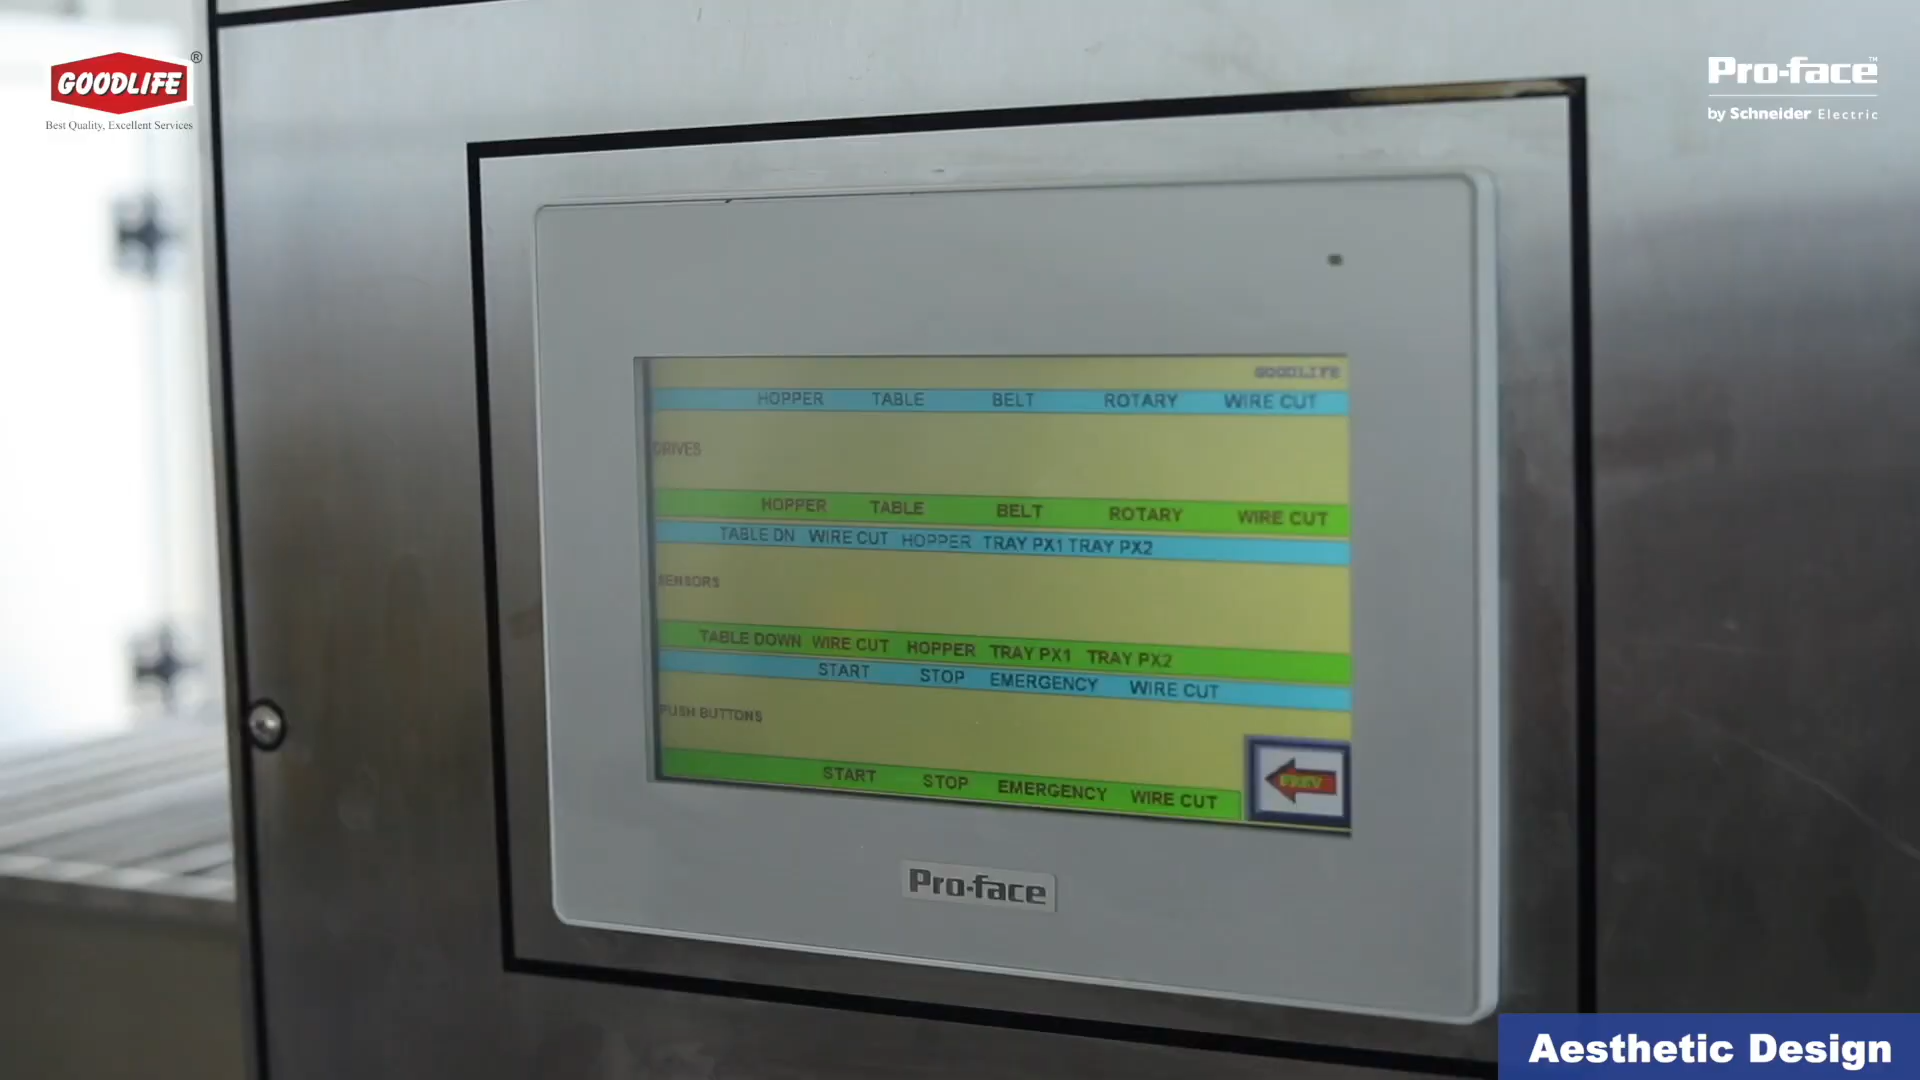 GOODLIFE ®
Best Quality, Excellent Services
Pro-face™
by Schneider Electric
GOODLIFE
HOPPER TABLE BELT ROTARY WIRE CUT
DRIVES
HOPPER TABLE BELT ROTARY WIRE CUT
TABLE DN WIRE CUT HOPPER TRAY PX1 TRAY PX2
SENSORS
TABLE DOWN WIRE CUT HOPPER TRAY PX1 TRAY PX2
START STOP EMERGENCY WIRE CUT
PUSH BUTTONS
START STOP EMERGENCY WIRE CUT
PREV
Pro-face
Aesthetic Design